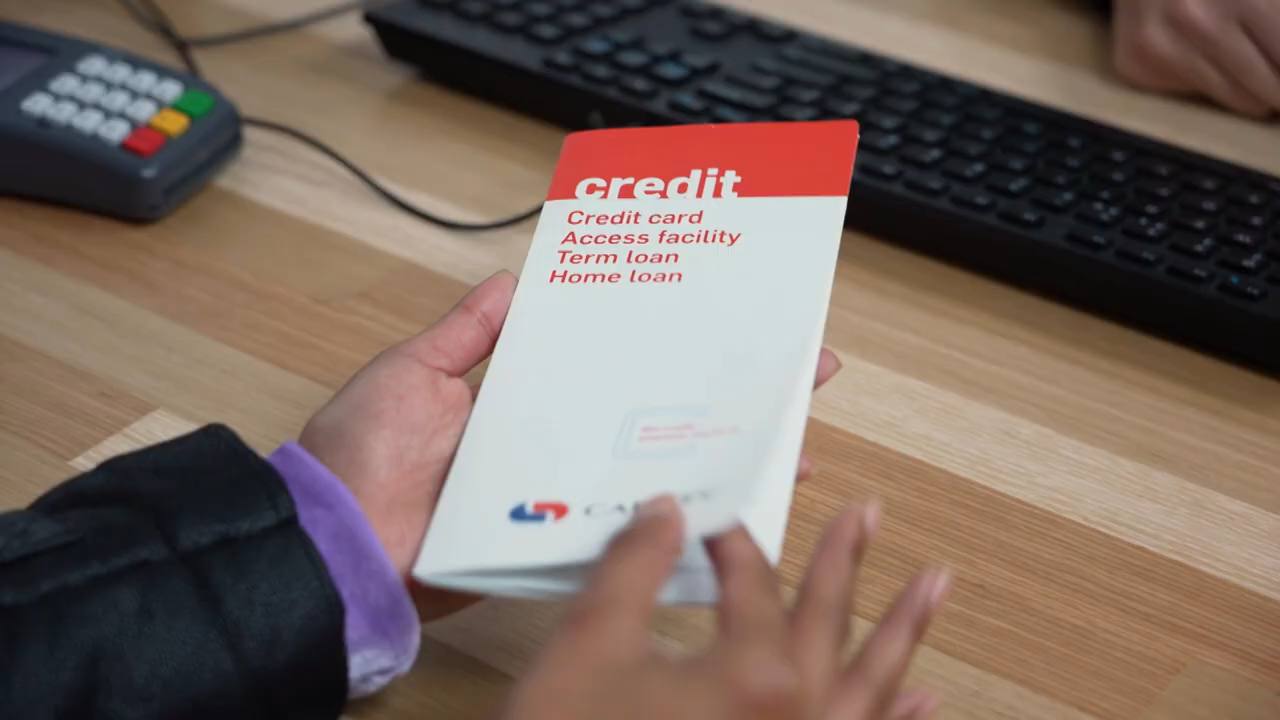 credit
Credit card
Access facility
Term loan
Home loan